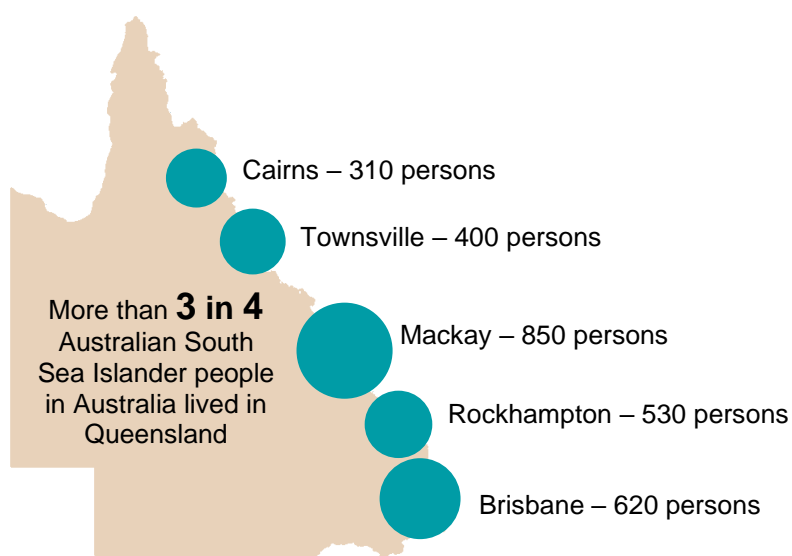 Cairns – 310 persons
Townsville – 400 persons
More than 3 in 4
Australian South
Sea Islander people
in Australia lived in
Queensland
Mackay – 850 persons
Rockhampton – 530 persons
Brisbane – 620 persons